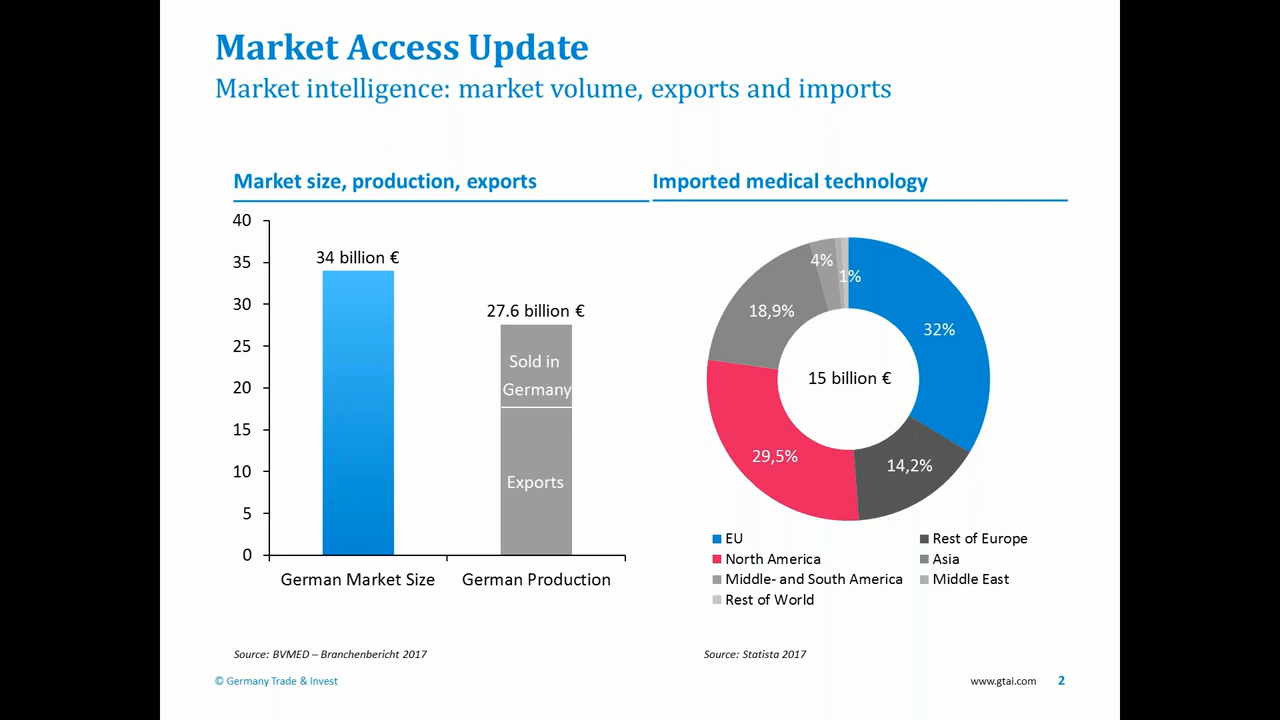 Market Access Update
Market intelligence: market volume, exports and imports
Market size, production, exports
40
35
30
25
20
15
10
5
0
34 billion €
27.6 billion €
Sold in
Germany
Exports
German Market Size
German Production
Source: BVMED – Branchenbericht 2017
Imported medical technology
4%
1%
18,9%
32%
15 billion €
29,5%
14,2%
EU
Rest of Europe
North America
Asia
Middle- and South America
Middle East
Rest of World
Source: Statista 2017
© Germany Trade & Invest
www.gtai.com
2